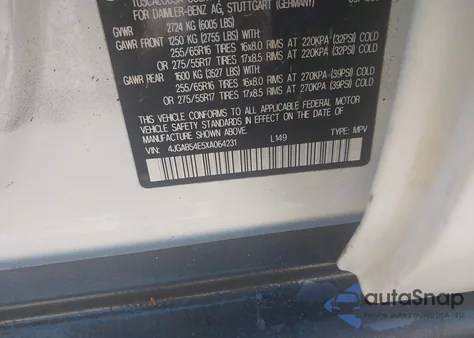 FOR DAIMLER-BENZ AG, STUTTGART (GERMANY)
GVWR 2724 KG (6005 LBS)
GAWR FRONT 1250 KG (2755 LBS)
255/65R16 TIRES 16x8.0 RIMS AT 220KPA (32PSI) COLD
OR 275/55R17 TIRES 17x8.5 RIMS AT 220KPA (32PSI) COLD
GAWR REAR 1600 KG (3527 LBS)
255/65R16 TIRES 16x8.0 RIMS AT 270KPA (39PSI) COLD
OR 275/55R17 TIRES 17x8.5 RIMS AT 270KPA (39PSI) COLD
THIS VEHICLE CONFORMS TO ALL APPLICABLE FEDERAL MOTOR
VEHICLE SAFETY STANDARDS IN EFFECT ON THE DATE OF
MANUFACTURE SHOWN ABOVE.
VIN: 4JGAB54E5XA064231 L149 TYPE: MPV
autoSnap